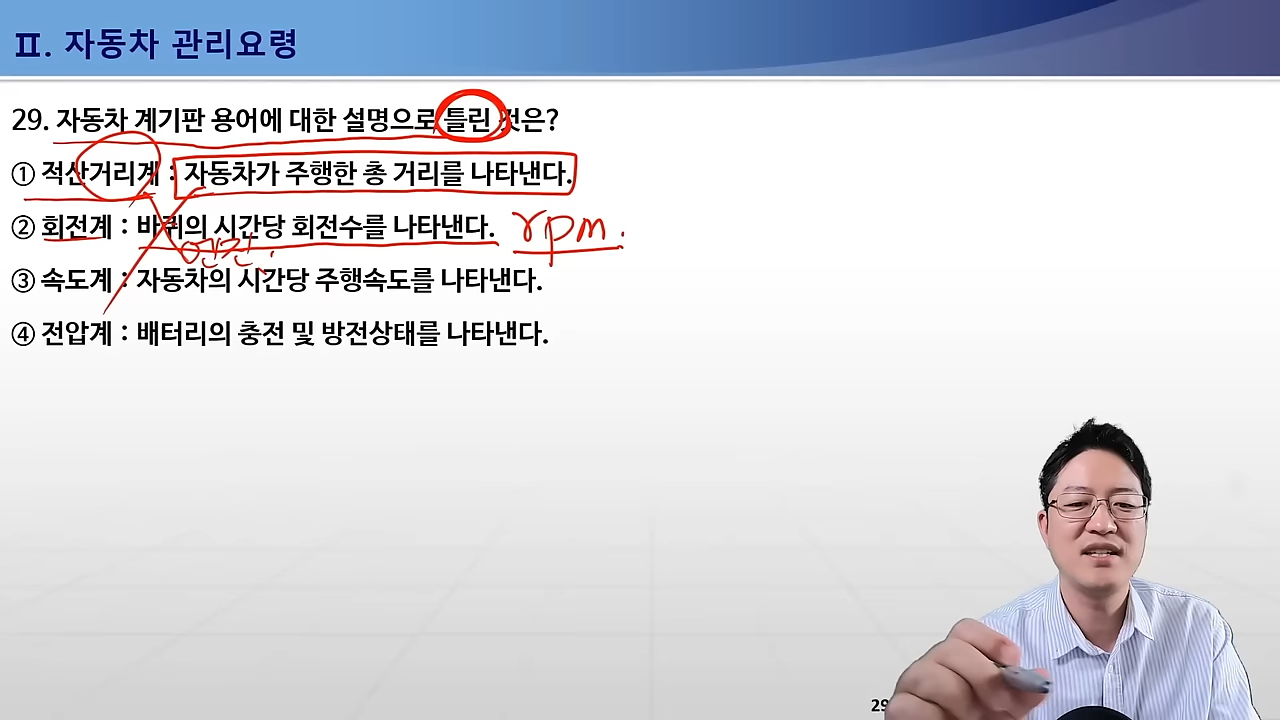 Ⅱ. 자동차 관리요령
29. 자동차 계기판 용어에 대한 설명으로 틀린 것은?
① 적산거리계 : 자동차가 주행한 총 거리를 나타낸다.
② 회전계 : 바퀴의 시간당 회전수를 나타낸다. rpm.
③ 속도계 : 자동차의 시간당 주행속도를 나타낸다.
④ 전압계 : 배터리의 충전 및 방전상태를 나타낸다.
29